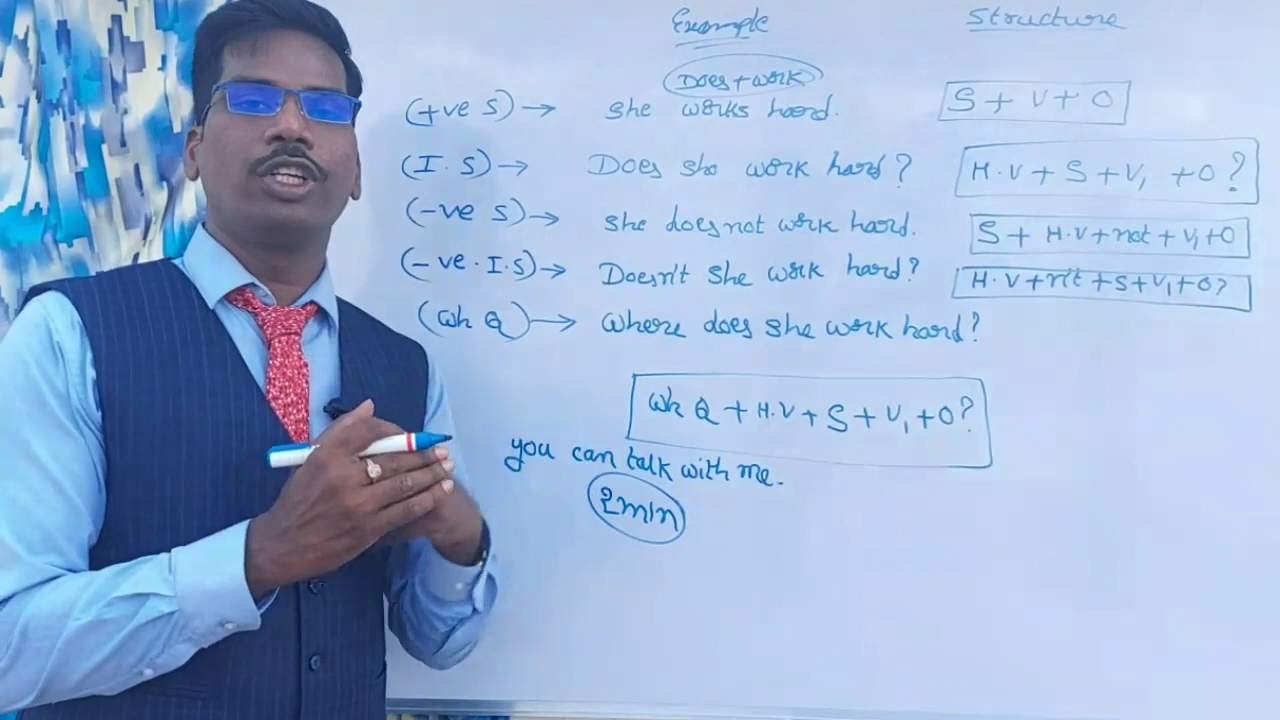 Example
Structure
Does + work
(+ve S) → She works hard.
S + V + O
(I. S) → Does she work hard?
H.V + S + V₁ + O?
(-ve S) → She does not work hard.
S + H.V + not + V₁ + O
(-ve. I. S) → Doesn't She work hard?
H.V + n't + S + V₁ + O?
(Wh Q) → Where does she work hard?
Wh Q + H.V + S + V₁ + O?
you can talk with me.
2min